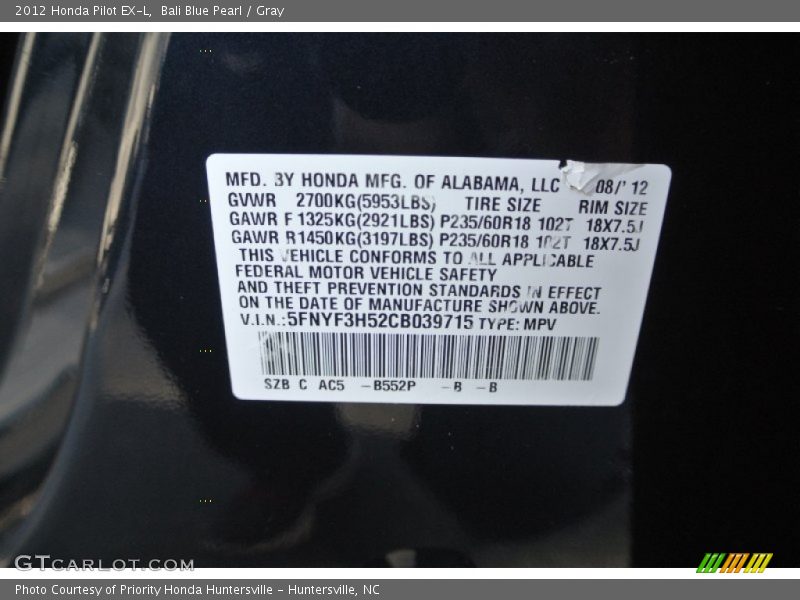 2012 Honda Pilot EX-L, Bali Blue Pearl / Gray
MFD. BY HONDA MFG. OF ALABAMA, LLC 08/'12
GVWR 2700KG(5953LBS) TIRE SIZE RIM SIZE
GAWR F 1325KG(2921LBS) P235/60R18 102T 18X7.5J
GAWR R1450KG(3197LBS) P235/60R18 102T 18X7.5J
THIS VEHICLE CONFORMS TO ALL APPLICABLE
FEDERAL MOTOR VEHICLE SAFETY
AND THEFT PREVENTION STANDARDS IN EFFECT
ON THE DATE OF MANUFACTURE SHOWN ABOVE.
V.I.N.:5FNYF3H52CB039715 TYPE: MPV
SZB C AC5 -B552P -B -B
GTCARLOT.COM
Photo Courtesy of Priority Honda Huntersville - Huntersville, NC